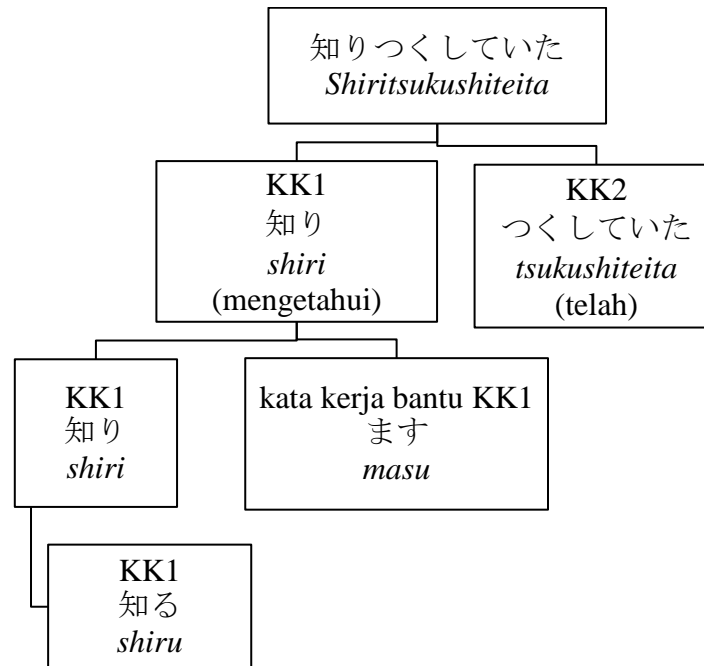 知りつくしていた
Shiritsukushiteita
KK1
知り
shiri
(mengetahui)
KK2
つくしていた
tsukushiteita
(telah)
KK1
知り
shiri
kata kerja bantu KK1
ます
masu
KK1
知る
shiru